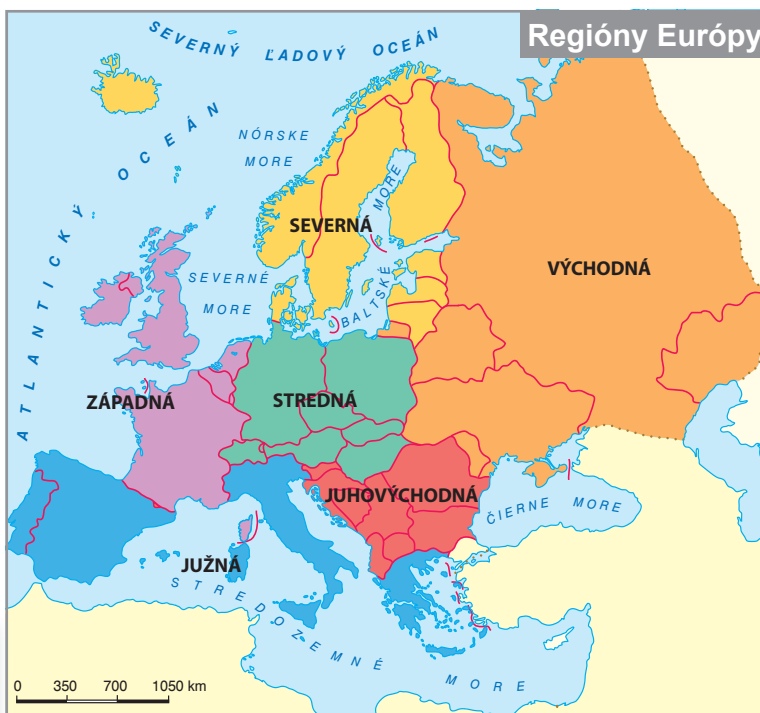 Regióny Európy
SEVERNÝ ĽADOVÝ OCEÁN
ATLANTICKÝ OCEÁN
NÓRSKE
MORE
SEVERNÁ
BALTSKÉ MORE
VÝCHODNÁ
SEVERNÉ
MORE
ZÁPADNÁ
STREDNÁ
JUHOVÝCHODNÁ
ČIERNE MORE
JUŽNÁ
STREDOZEMNÉ MORE
0 350 700 1050 km